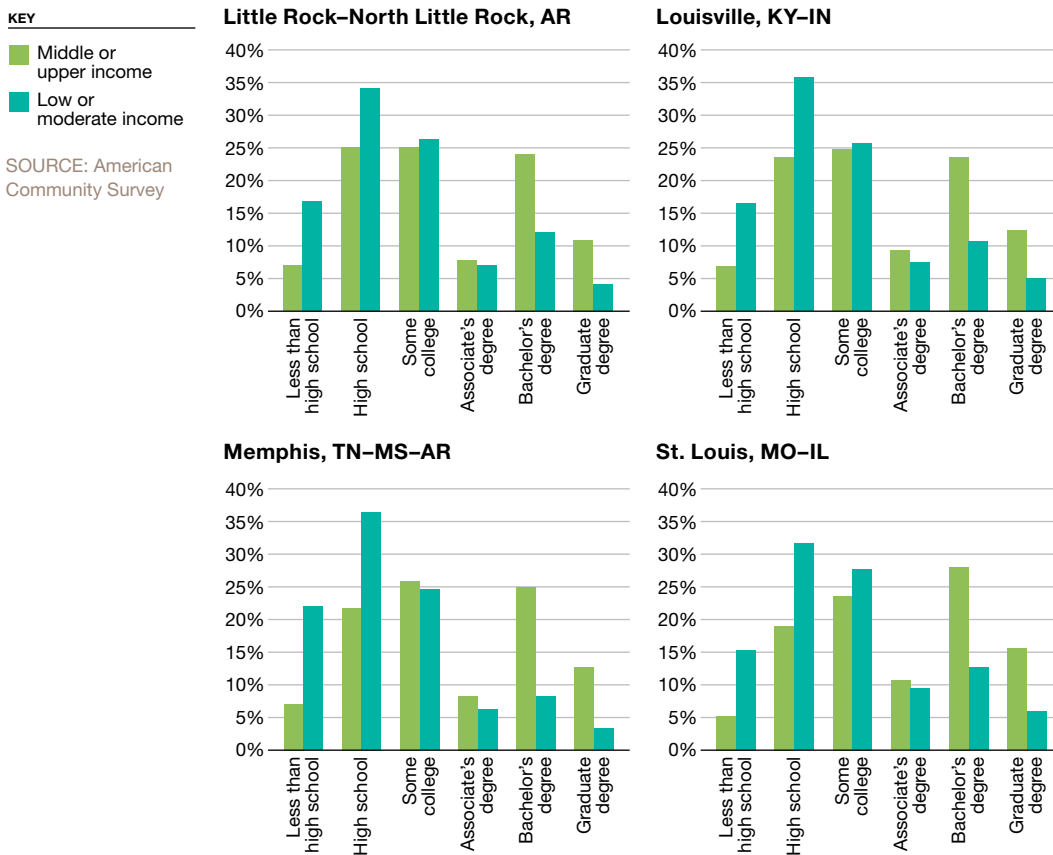 KEY
Middle or
upper income
Low or
moderate income
SOURCE: American
Community Survey
Little Rock–North Little Rock, AR
40%
35%
30%
25%
20%
15%
10%
5%
0%
Less than
high school
High school
Some
college
Associate's
degree
Bachelor's
degree
Graduate
degree
Louisville, KY–IN
40%
35%
30%
25%
20%
15%
10%
5%
0%
Less than
high school
High school
Some
college
Associate's
degree
Bachelor's
degree
Graduate
degree
Memphis, TN–MS–AR
40%
35%
30%
25%
20%
15%
10%
5%
0%
Less than
high school
High school
Some
college
Associate's
degree
Bachelor's
degree
Graduate
degree
St. Louis, MO–IL
40%
35%
30%
25%
20%
15%
10%
5%
0%
Less than
high school
High school
Some
college
Associate's
degree
Bachelor's
degree
Graduate
degree